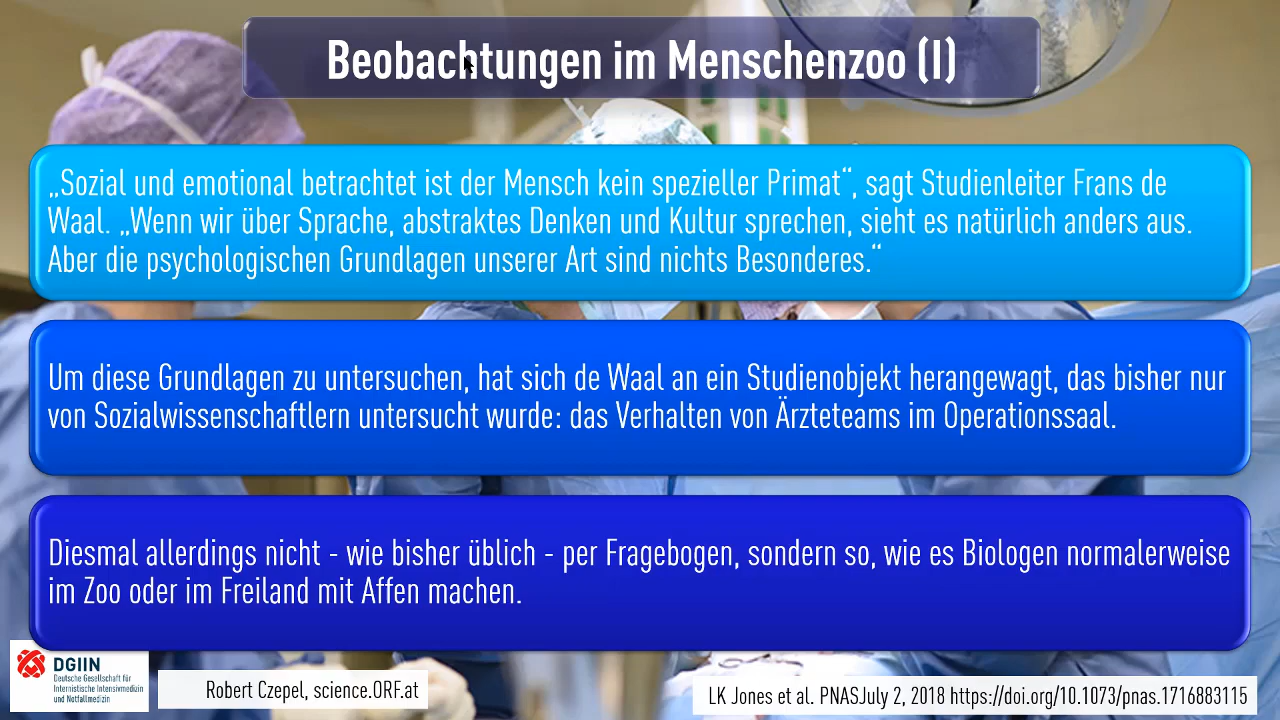 Beobachtungen im Menschenzoo (I)
„Sozial und emotional betrachtet ist der Mensch kein spezieller Primat“, sagt Studienleiter Frans de
Waal. „Wenn wir über Sprache, abstraktes Denken und Kultur sprechen, sieht es natürlich anders aus.
Aber die psychologischen Grundlagen unserer Art sind nichts Besonderes.“
Um diese Grundlagen zu untersuchen, hat sich de Waal an ein Studienobjekt herangewagt, das bisher nur
von Sozialwissenschaftlern untersucht wurde: das Verhalten von Ärzteteams im Operationssaal.
Diesmal allerdings nicht - wie bisher üblich - per Fragebogen, sondern so, wie es Biologen normalerweise
im Zoo oder im Freiland mit Affen machen.
DGIIN
Deutsche Gesellschaft für
Internistische Intensivmedizin
und Notfallmedizin
Robert Czepel, science.ORF.at
LK Jones et al. PNASJuly 2, 2018 https://doi.org/10.1073/pnas.1716883115